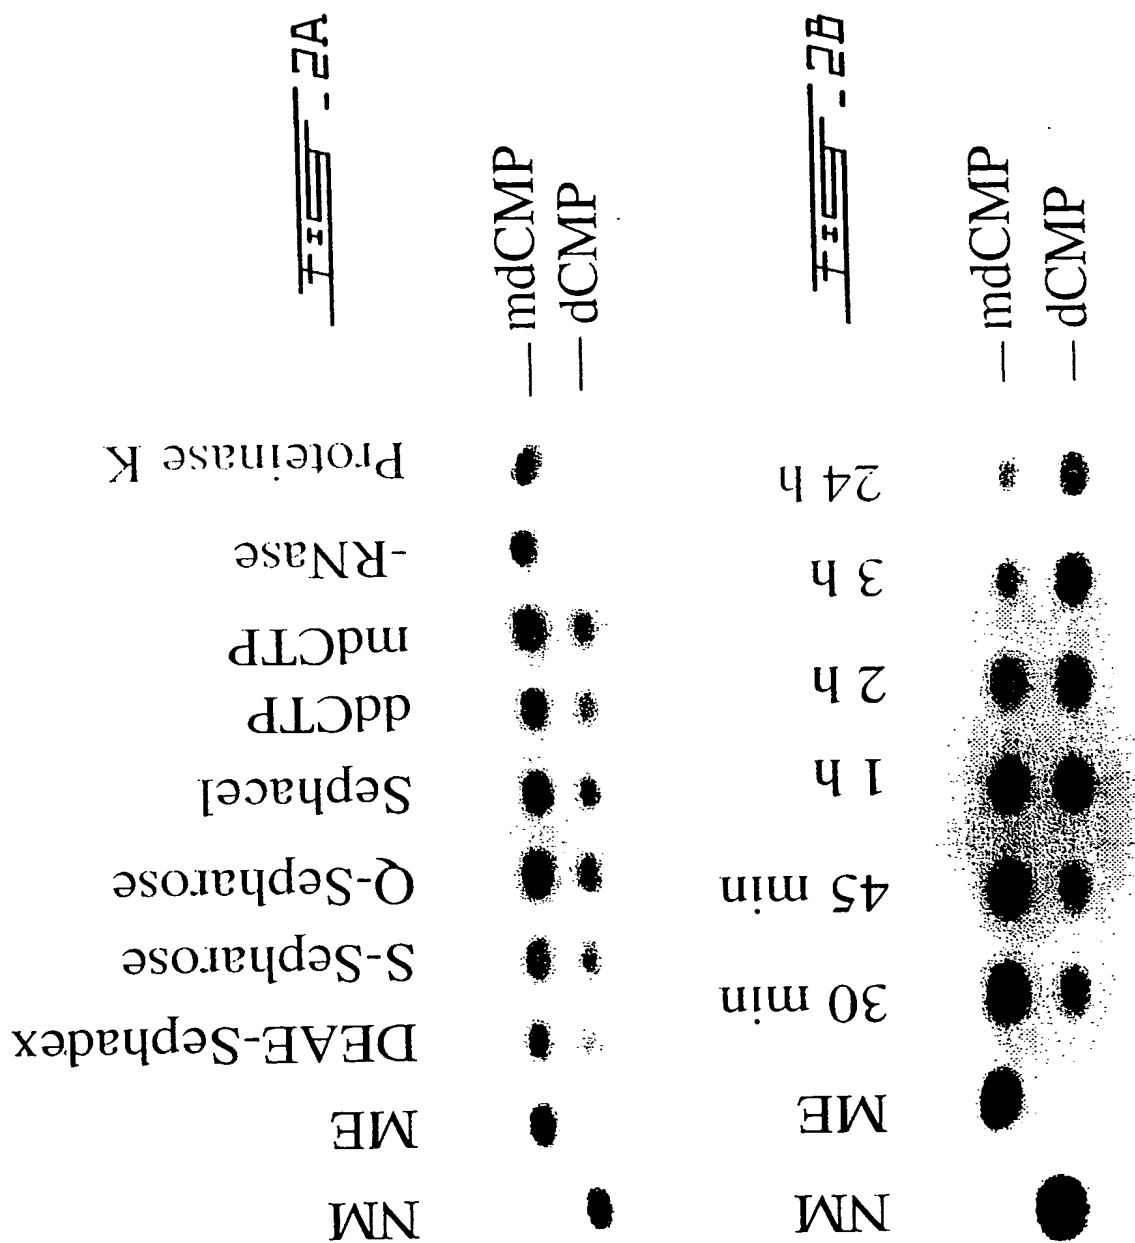 Fig-2A
NM
ME
DEAE-Sephadex
S-Sepharose
Q-Sepharose
Sephacel
ddCTP
mdCTP
-RNase
Proteinase K
— mdCMP
— dCMP
Fig-2B
NM
ME
30 min
45 min
1 h
2 h
3 h
24 h
— mdCMP
— dCMP